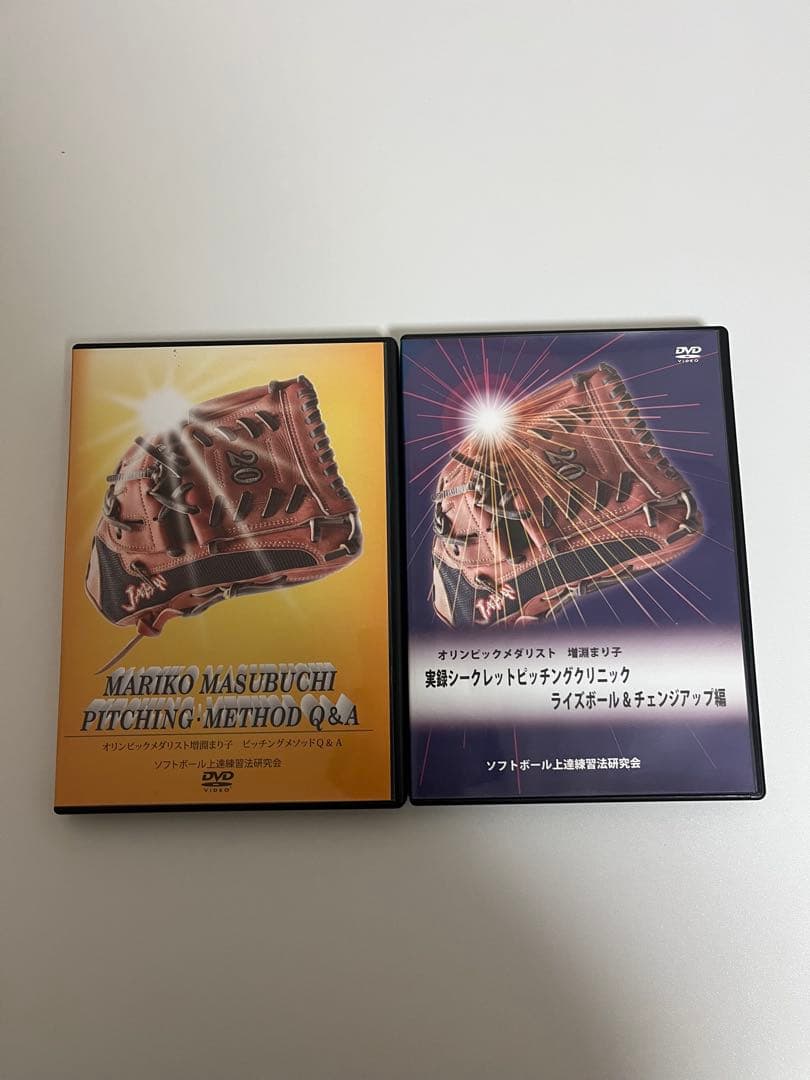 20
JAPAN
MARIKO MASUBUCHI
PITCHING・METHOD Q&A
オリンピックメダリスト増淵まり子　ピッチングメソッドQ&A
ソフトボール上達練習法研究会
DVD
VIDEO
DVD
VIDEO
20
JAPAN
オリンピックメダリスト　増淵まり子
実録シークレットピッチングクリニック
ライズボール&チェンジアップ編
ソフトボール上達練習法研究会